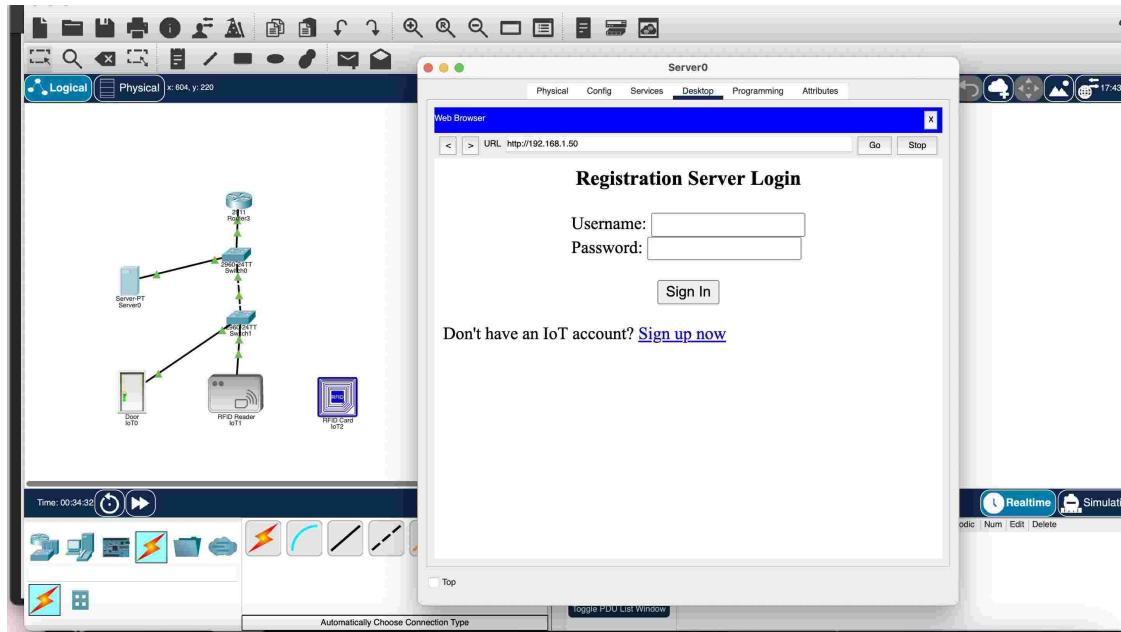 Server0
Logical
Physical
x: 604, y: 220
17:43
Physical Config Services Desktop Programming Attributes
Web Browser
X
< > URL http://192.168.1.50 Go Stop
Registration Server Login
Username:
Password:
Sign In
Don't have an IoT account? Sign up now
2911
Router3
2960-24TT
Switch0
Server-PT
Server0
2960-24TT
Switch1
Door
IoT0
RFID Reader
IoT1
RFID
RFID Card
IoT2
Time: 00:34:32
Realtime
Simulati
odic Num Edit Delete
Top
Toggle PDU List Window
Automatically Choose Connection Type